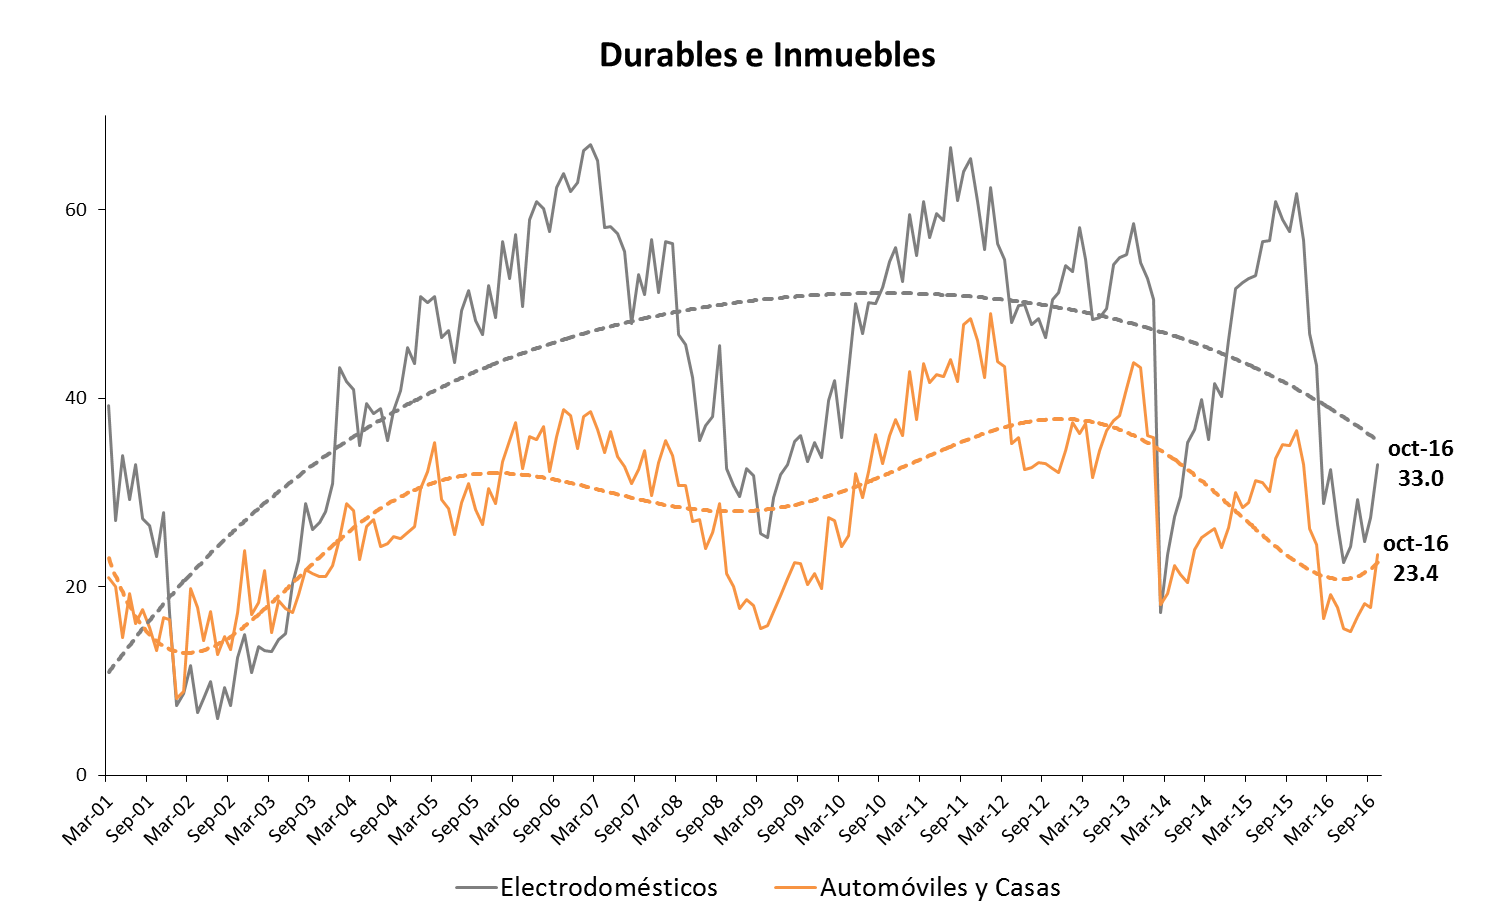 Durables e Inmuebles
60
40
20
0
oct-16
33.0
oct-16
23.4
Mar-01
Sep-01
Mar-02
Sep-02
Mar-03
Sep-03
Mar-04
Sep-04
Mar-05
Sep-05
Mar-06
Sep-06
Mar-07
Sep-07
Mar-08
Sep-08
Mar-09
Sep-09
Mar-10
Sep-10
Mar-11
Sep-11
Mar-12
Sep-12
Mar-13
Sep-13
Mar-14
Sep-14
Mar-15
Sep-15
Mar-16
Sep-16
Electrodomésticos
Automóviles y Casas